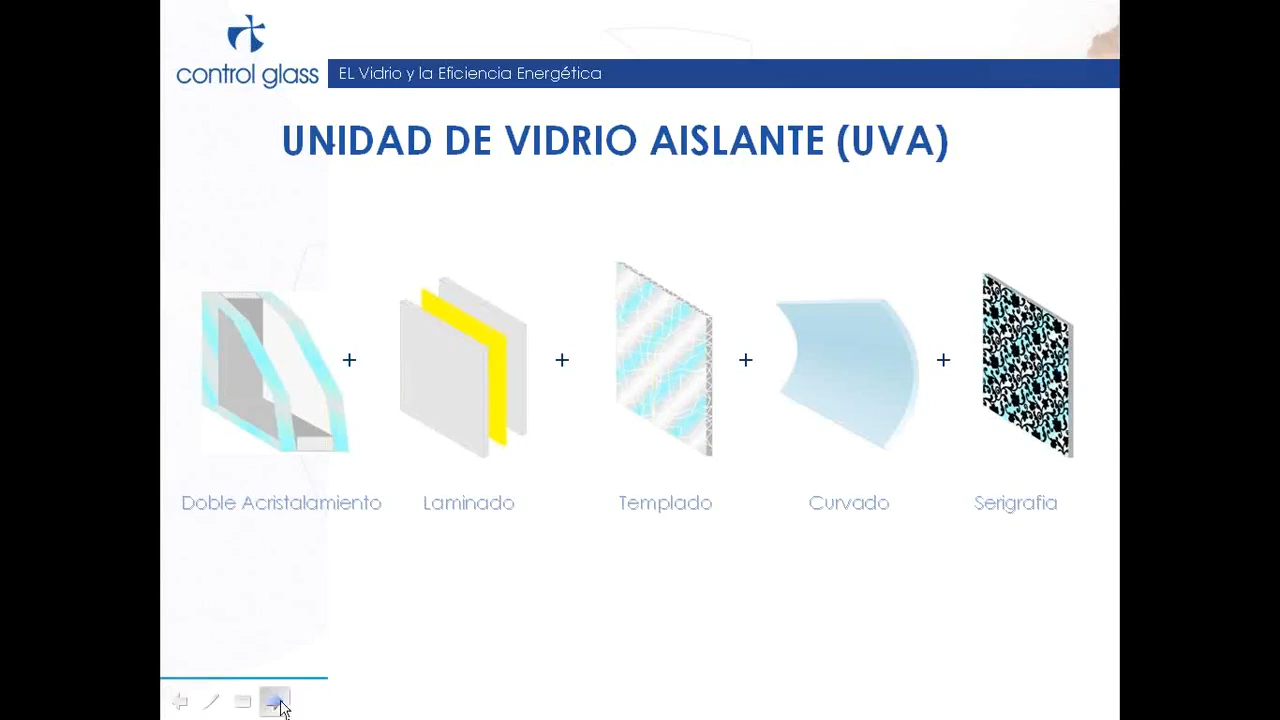 control glass
EL Vidrio y la Eficiencia Energética
UNIDAD DE VIDRIO AISLANTE (UVA)
+ + + +
Doble Acristalamiento Laminado Templado Curvado Serigrafia